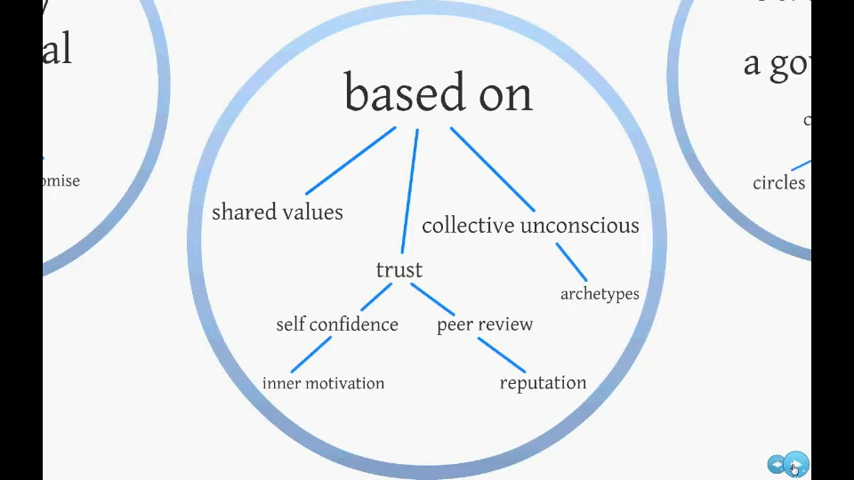 al
omise
based on
shared values
collective unconscious
trust
archetypes
self confidence
peer review
inner motivation
reputation
a go
circles